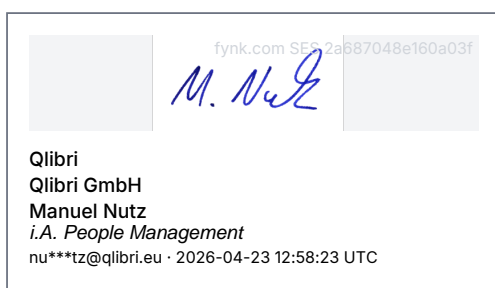 fynk.com SES 2a687048e160a03f
M. Nutz
Qlibri
Qlibri GmbH
Manuel Nutz
i.A. People Management
nu***tz@qlibri.eu · 2026-04-23 12:58:23 UTC